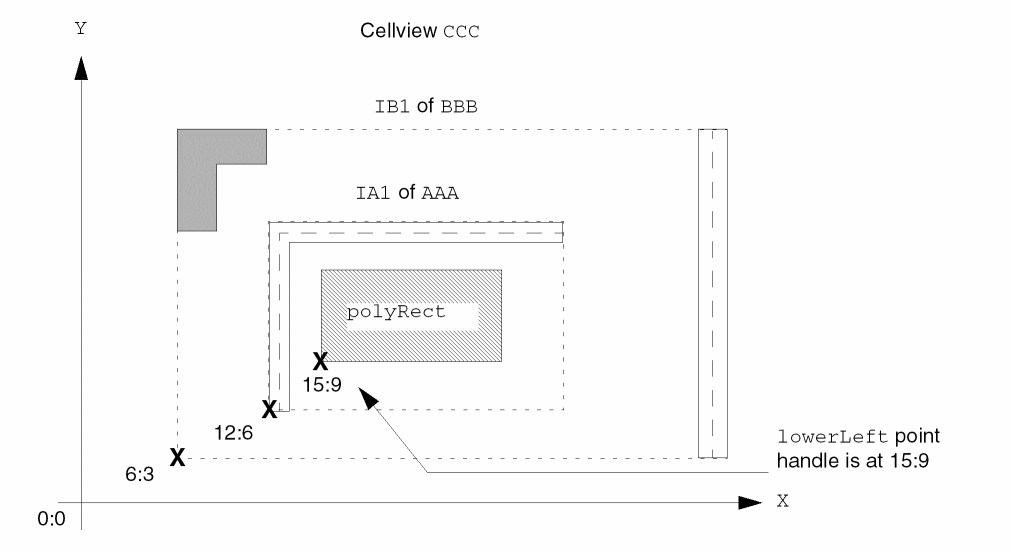 Cellview CCC
Y
IB1 of BBB
IA1 of AAA
polyRect
X
15:9
X
12:6
lowerLeft point
handle is at 15:9
X
6:3
X
0:0